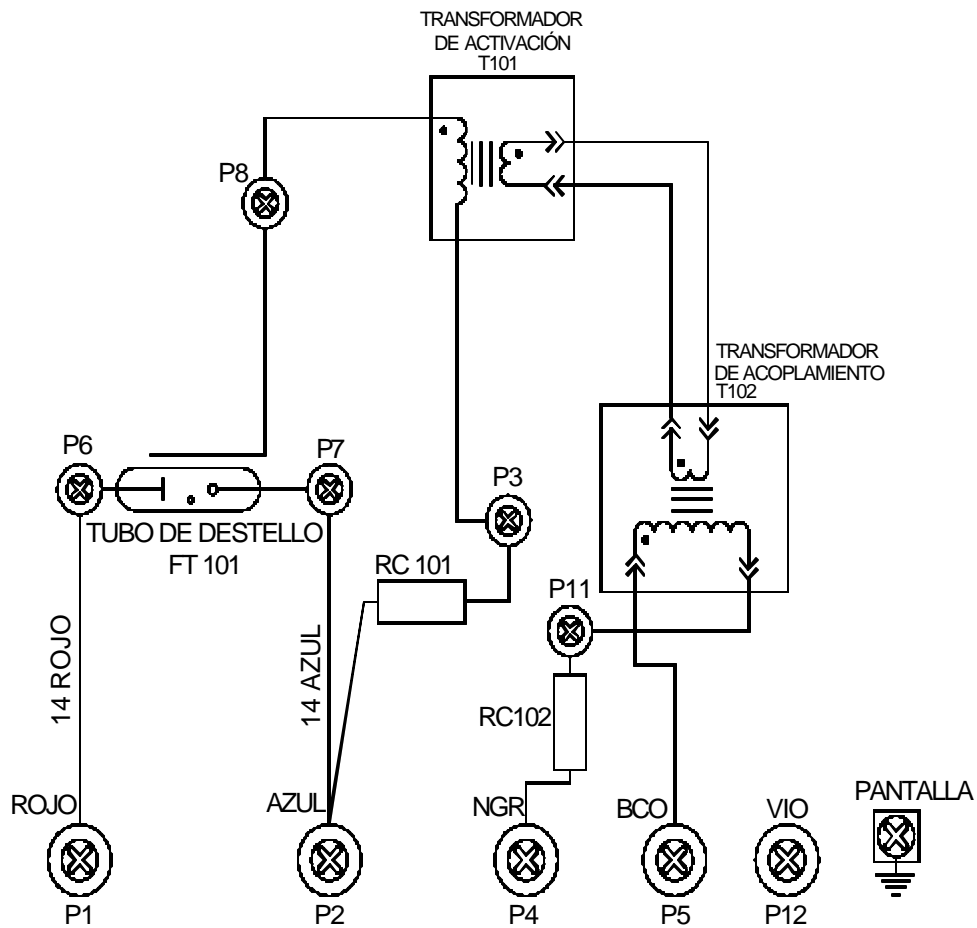 TRANSFORMADOR
DE ACTIVACIÓN
T101
P8
TRANSFORMADOR
DE ACOPLAMIENTO
T102
P6
P7
P3
TUBO DE DESTELLO
FT 101
RC 101
P11
14 ROJO
14 AZUL
RC102
ROJO
AZUL
NGR
BCO
VIO
PANTALLA
P1
P2
P4
P5
P12